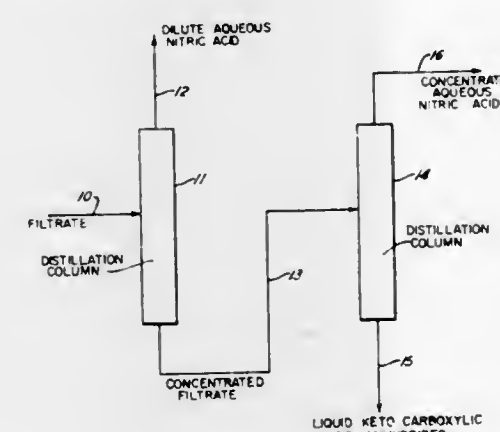 DILUTE AQUEOUS
NITRIC ACID
12
10
11
FILTRATE
DISTILLATION
COLUMN
13
CONCENTRATED
FILTRATE
16
CONCENTRAT
AQUEOUS
NITRIC ACID
14
DISTILLATION
COLUMN
15
LIQUID KETO CARBOXYLIC